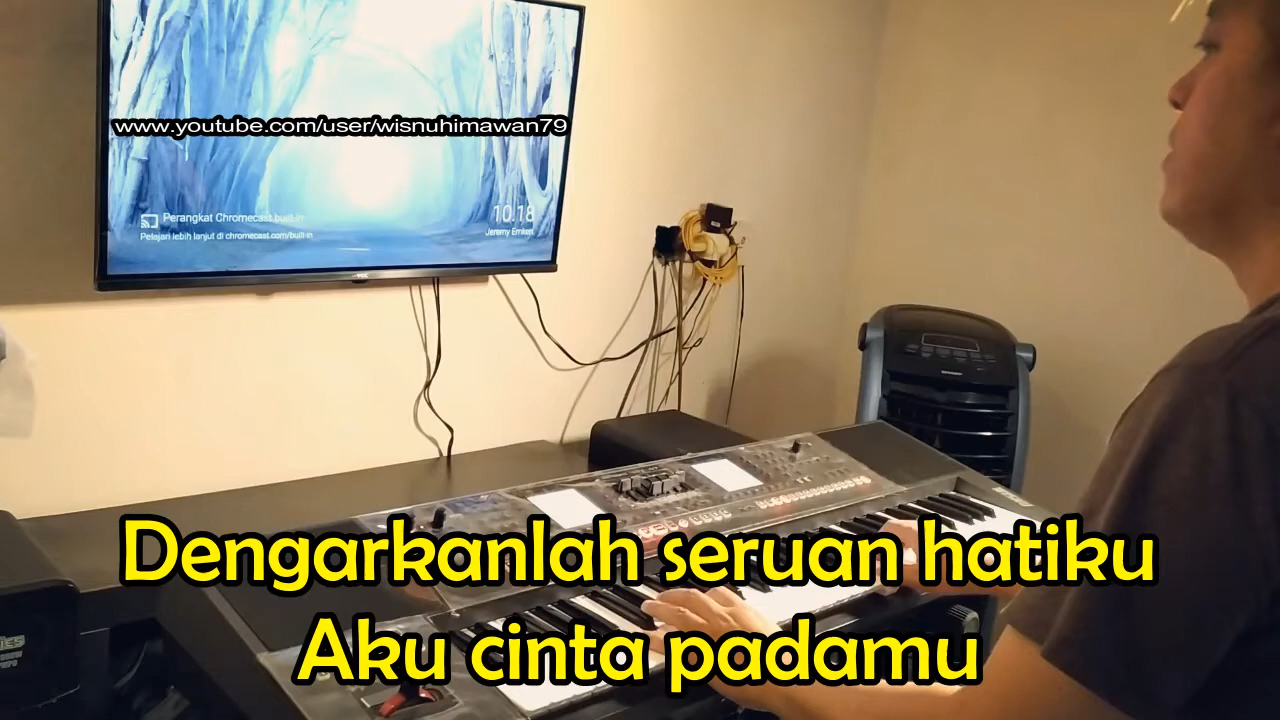 www.youtube.com/user/wisnuhimawan79
Perangkat Chromecast built-in
10.18
Pelajari lebih lanjut di chromecast.com/built-in
Jeremy Emken
Dengarkanlah seruan hatiku
Aku cinta padamu